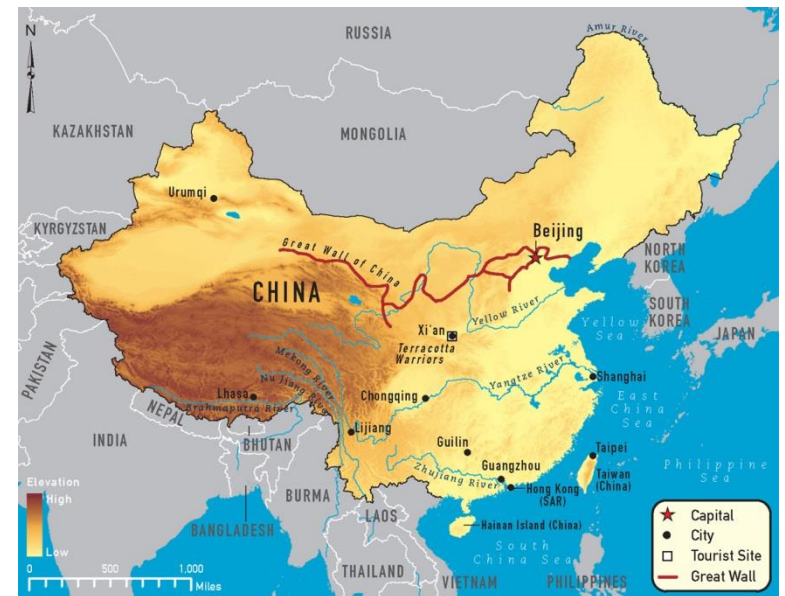 N
RUSSIA
Amur River
KAZAKHSTAN
MONGOLIA
Urumqi
KYRGYZSTAN
Beijing
Great Wall of China
NORTH
KOREA
CHINA
SOUTH
KOREA
Yellow River
Yellow
Sea
JAPAN
Xi'an
Terracotta
Warriors
PAKISTAN
Mekong River
Nu Jiang River
Yangtze River
Shanghai
Lhasa
Chongqing
East
China
Sea
NEPAL
Brahmaputra River
Lijiang
INDIA
BHUTAN
Guilin
Taipei
Philippine
Sea
Guangzhou
Zhujiang River
Taiwan
(China)
Elevation
High
Low
BURMA
Hong Kong
(SAR)
BANGLADESH
LAOS
Hainan Island (China)
South
China Sea
THAILAND
VIETNAM
PHILIPPINES
0 500 1,000
Miles
Capital
City
Tourist Site
Great Wall